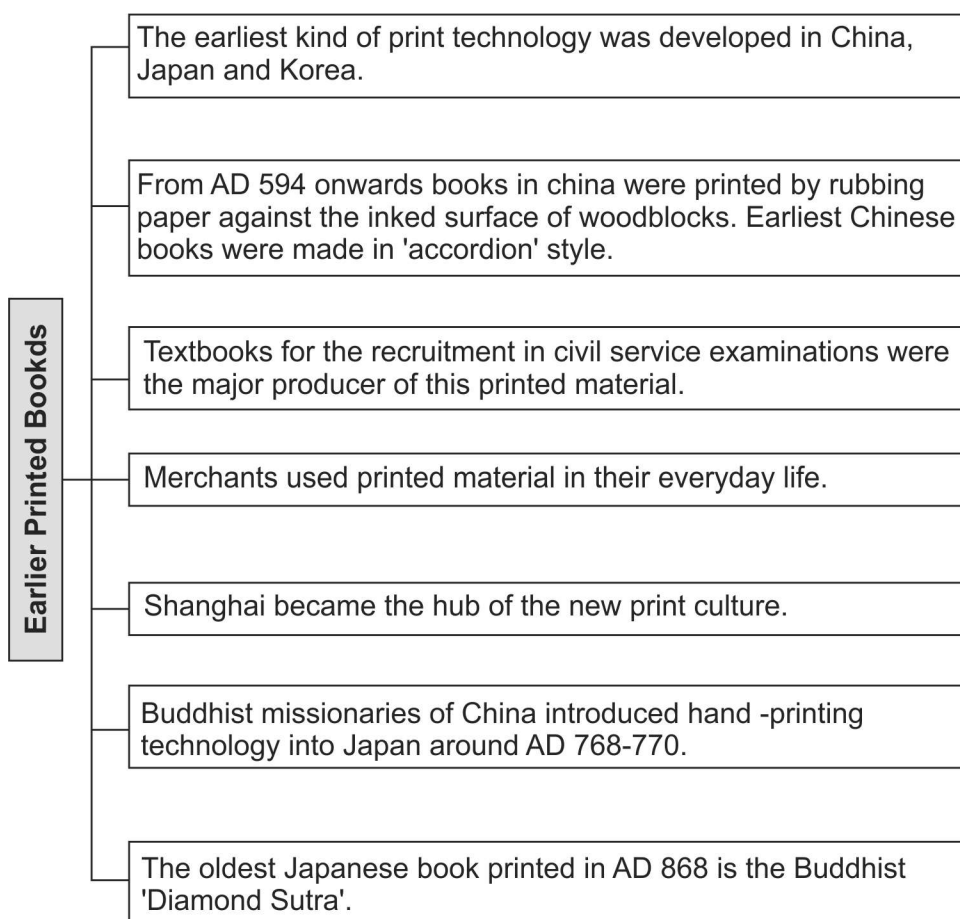 Earlier Printed Bookds
The earliest kind of print technology was developed in China,
Japan and Korea.
From AD 594 onwards books in china were printed by rubbing
paper against the inked surface of woodblocks. Earliest Chinese
books were made in 'accordion' style.
Textbooks for the recruitment in civil service examinations were
the major producer of this printed material.
Merchants used printed material in their everyday life.
Shanghai became the hub of the new print culture.
Buddhist missionaries of China introduced hand -printing
technology into Japan around AD 768-770.
The oldest Japanese book printed in AD 868 is the Buddhist
'Diamond Sutra'.